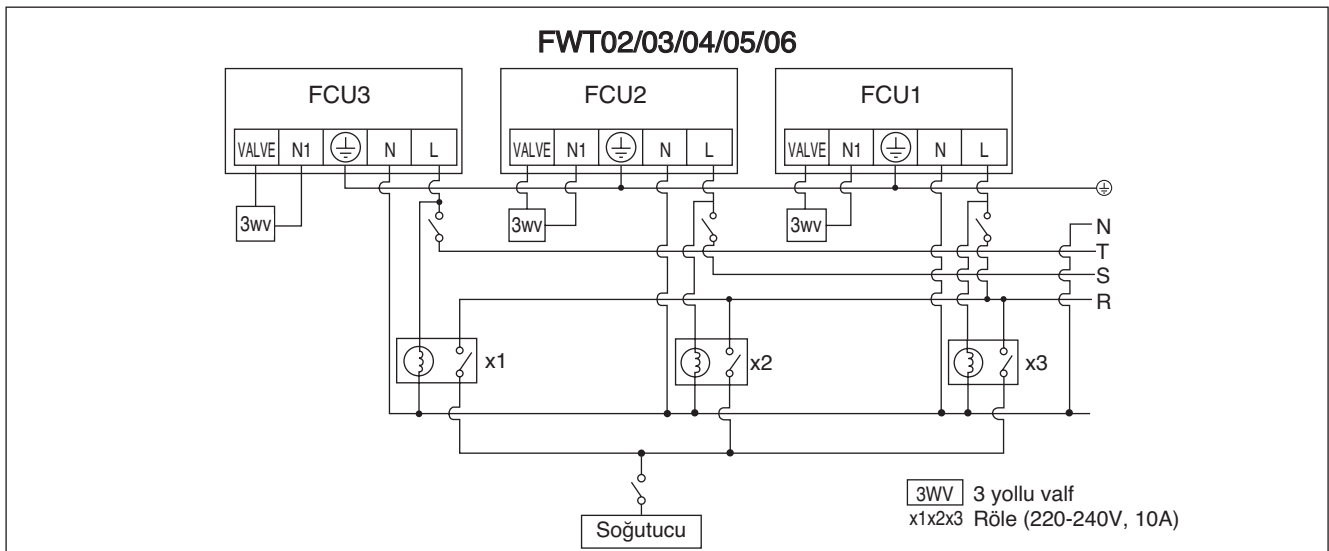 FWT02/03/04/05/06
FCU3 FCU2 FCU1
VALVE N1 N L VALVE N1 N L VALVE N1 N L
3wv 3wv 3wv
N
T
S
R
x1 x2 x3
3WV 3 yollu valf
x1x2x3 Röle (220-240V, 10A)
Soğutucu